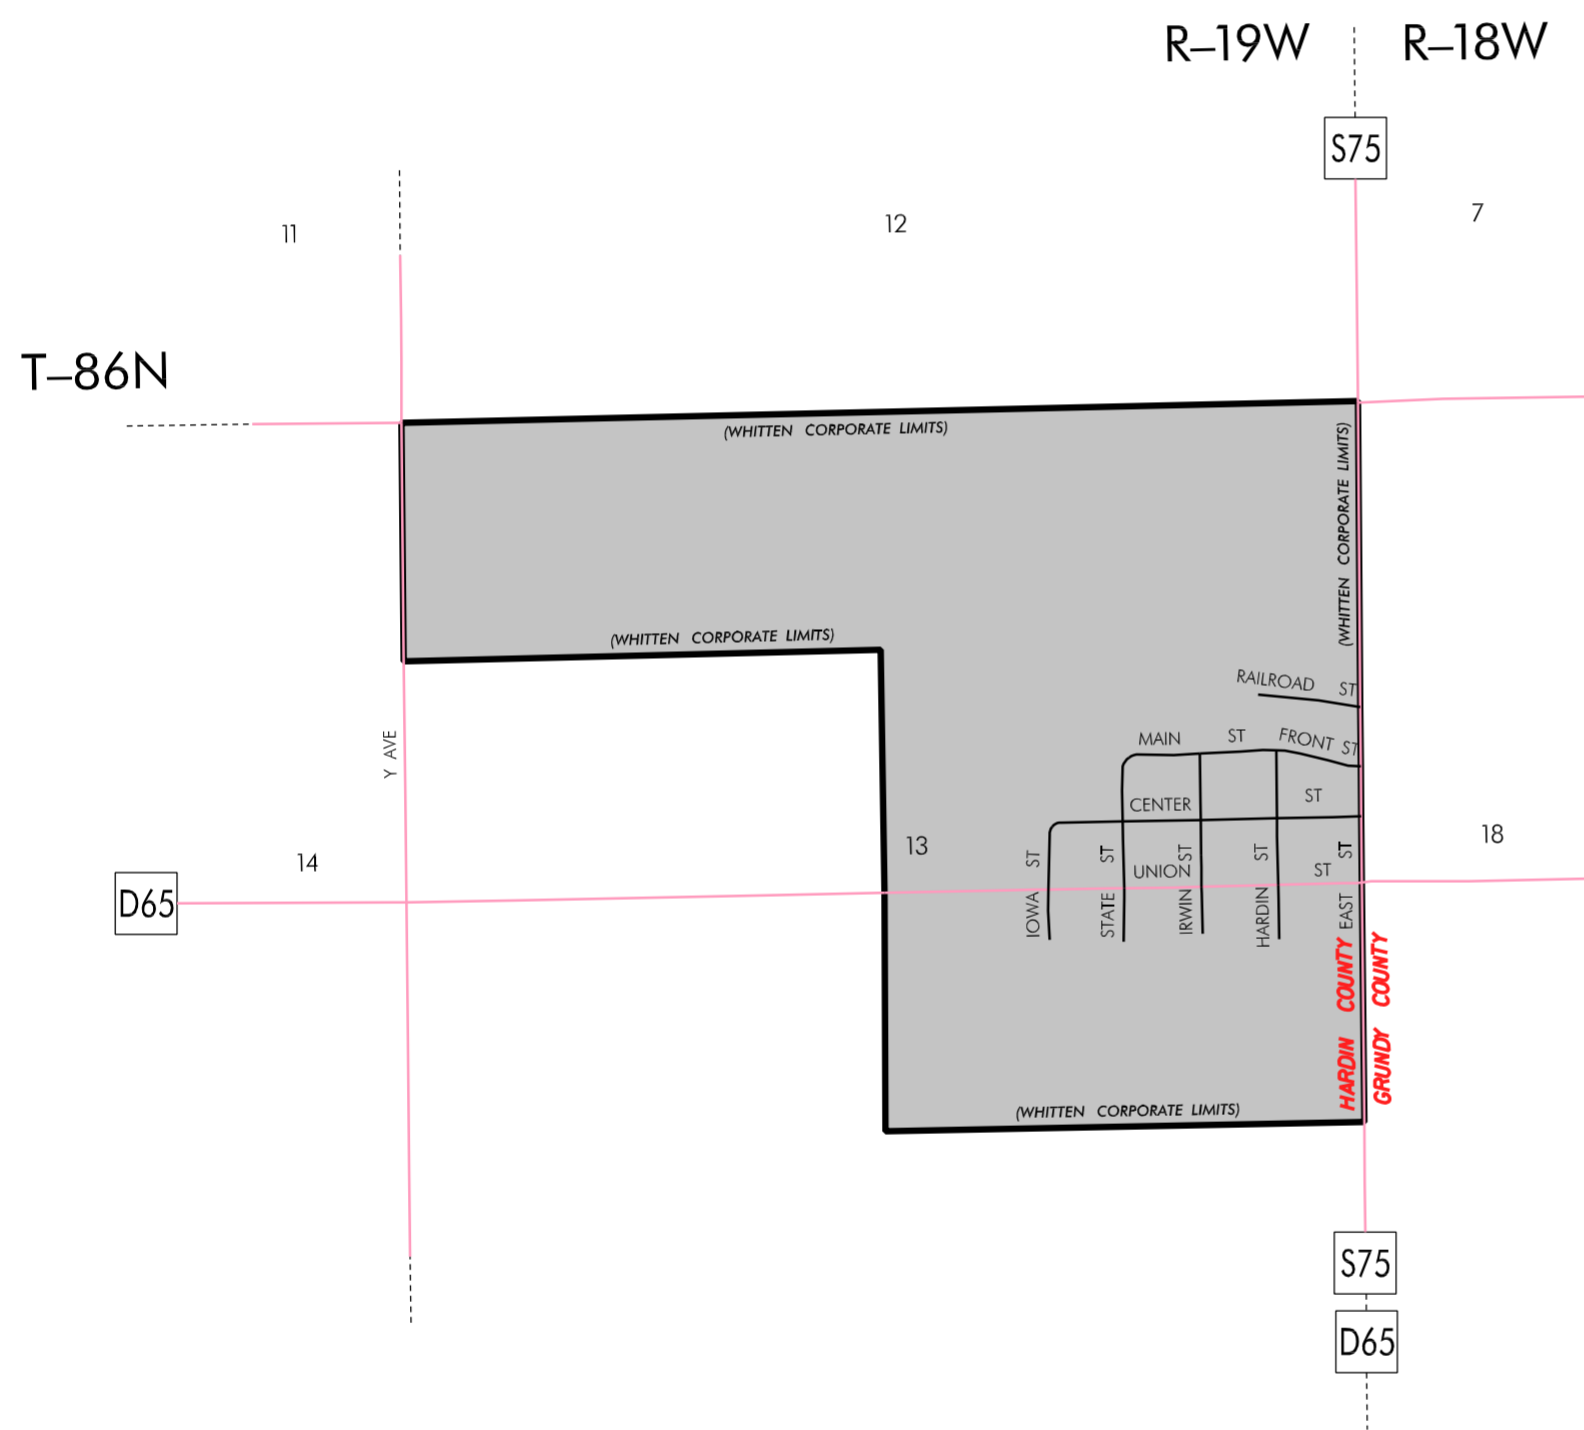 R–19W
R–18W
S75
11
12
7
T–86N
(WHITTEN CORPORATE LIMITS)
(WHITTEN CORPORATE LIMITS)
(WHITTEN CORPORATE LIMITS)
RAILROAD ST
MAIN ST
FRONT ST
Y AVE
CENTER ST
13
18
14
D65
UNION ST
IOWA ST
STATE ST
IRWIN ST
HARDIN ST
EAST ST
HARDIN COUNTY
GRUNDY COUNTY
(WHITTEN CORPORATE LIMITS)
S75
D65